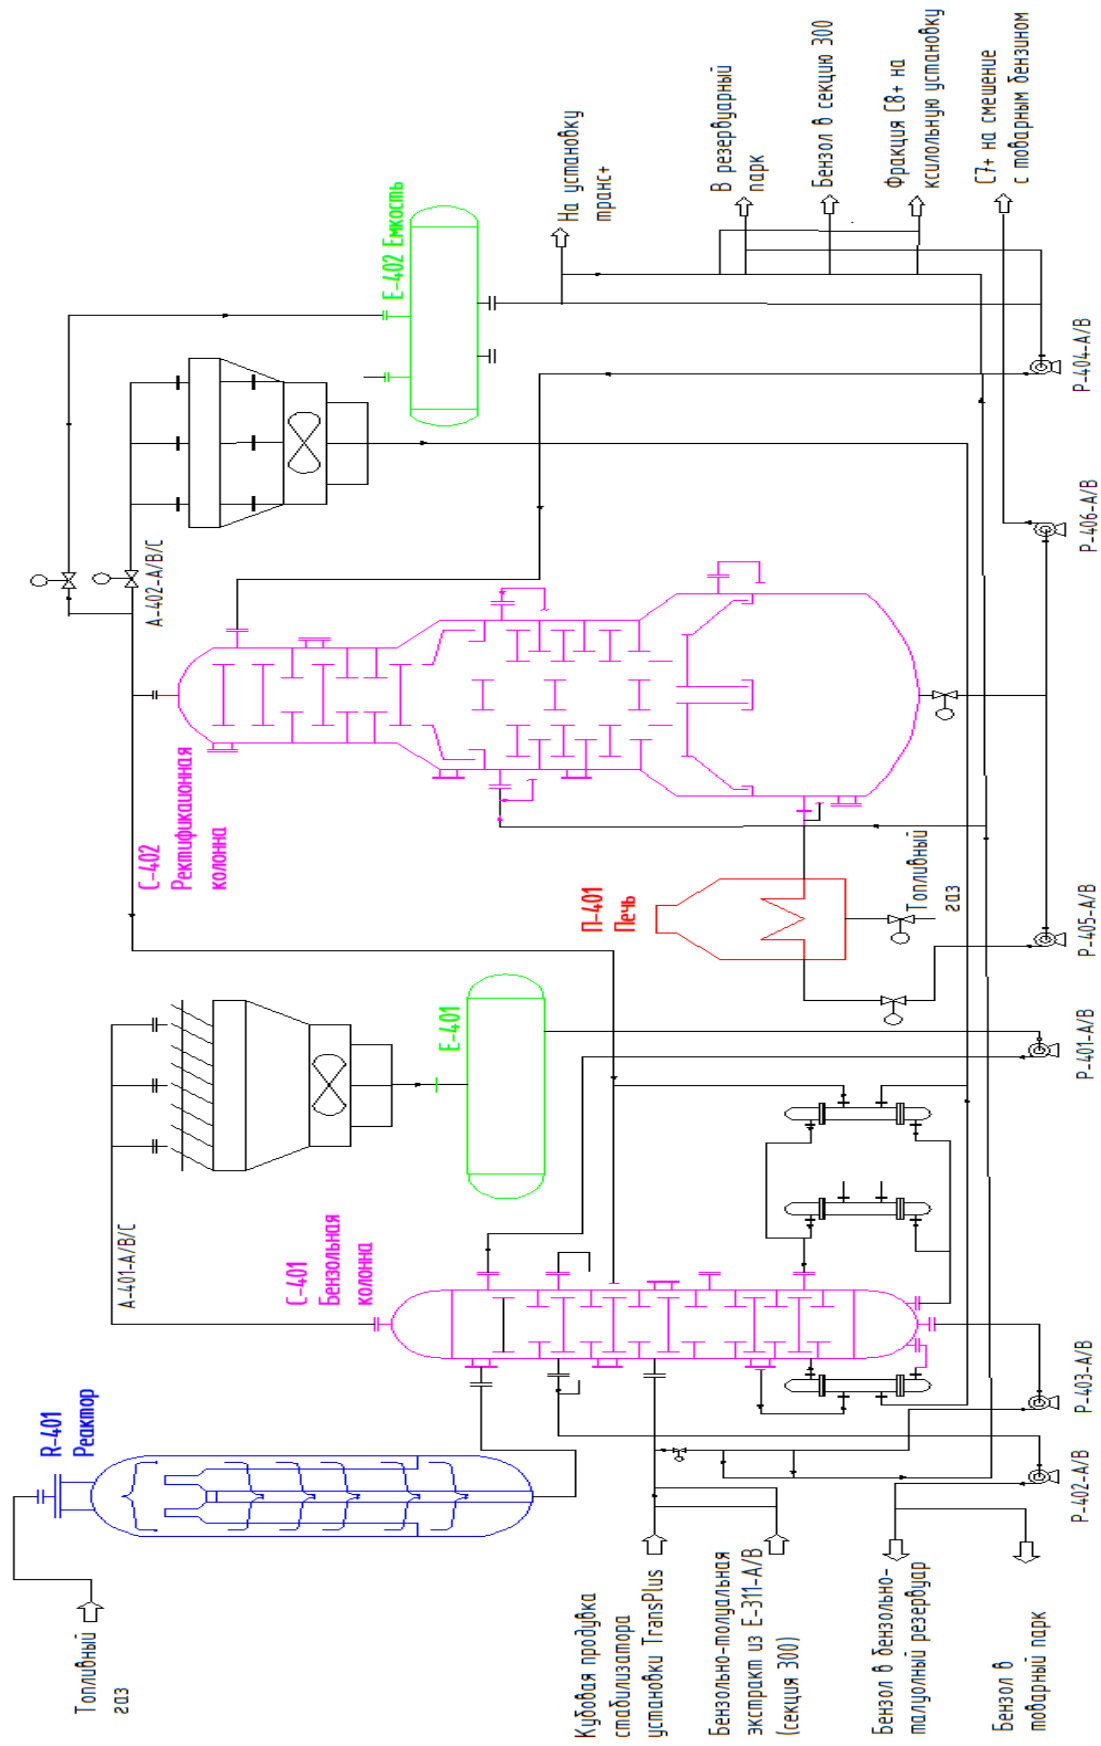 Топливный
газ
R-401
Реактор
Кубовая продувка
стабилизатора
установки TransPlus
Бензольно-толуальная
экстракт из Е-311-А/В
(секция 300)
Бензол в бензольно-
талуолный резервуар
Бензол в
товарный парк
А-401-А/В/С
С-401
Бензольная
колонна
Е-401
Р-402-А/В
Р-403-А/В
Р-401-А/В
Р-405-А/В
П-401
Печь
Топливный
газ
С-402
Ректификационная
колонна
А-402-А/В/С
Е-402 Емкость
Р-406-А/В
Р-404-А/В
На установку
транс+
В резервуарный
парк
Бензол в секцию 300
Фракция С8+ на
ксилольную установку
С7+ на смешение
с товарным бензином